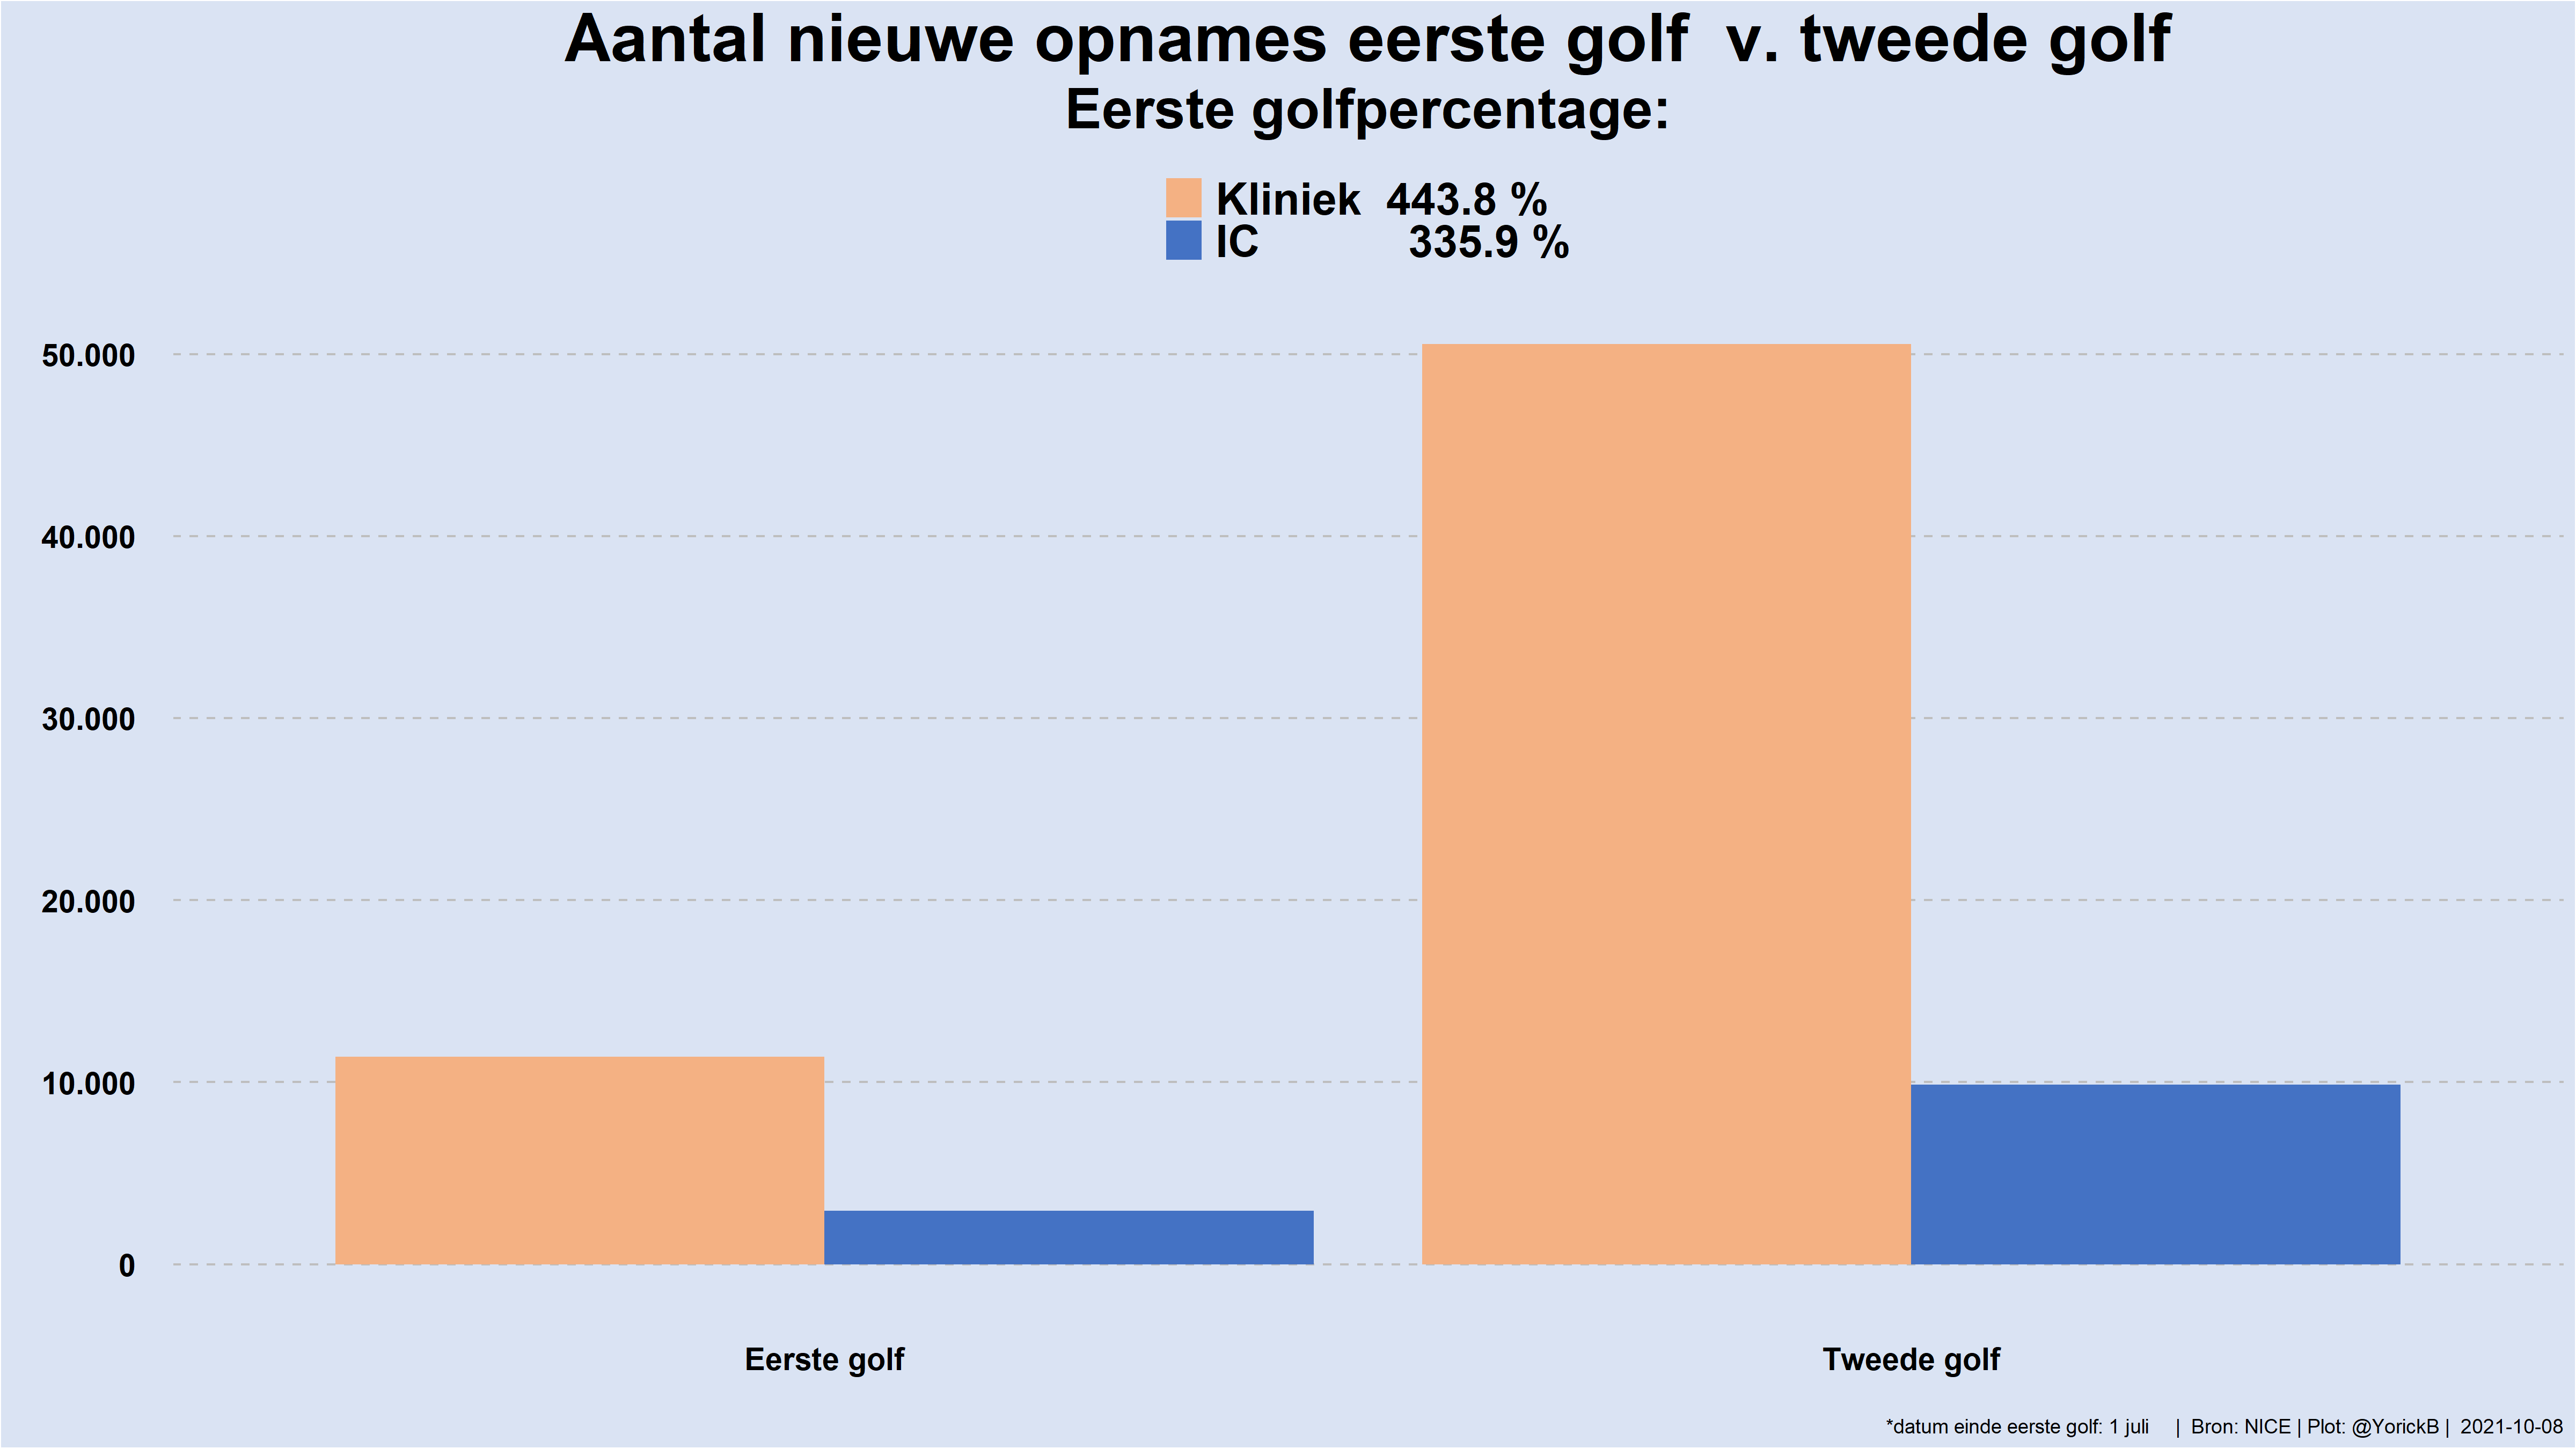 Aantal nieuwe opnames eerste golf  v. tweede golf
Eerste golfpercentage:
Kliniek  443.8 %
IC  335.9 %
50.000
40.000
30.000
20.000
10.000
0
Eerste golf
Tweede golf
*datum einde eerste golf: 1 juli  |  Bron: NICE | Plot: @YorickB |  2021-10-08